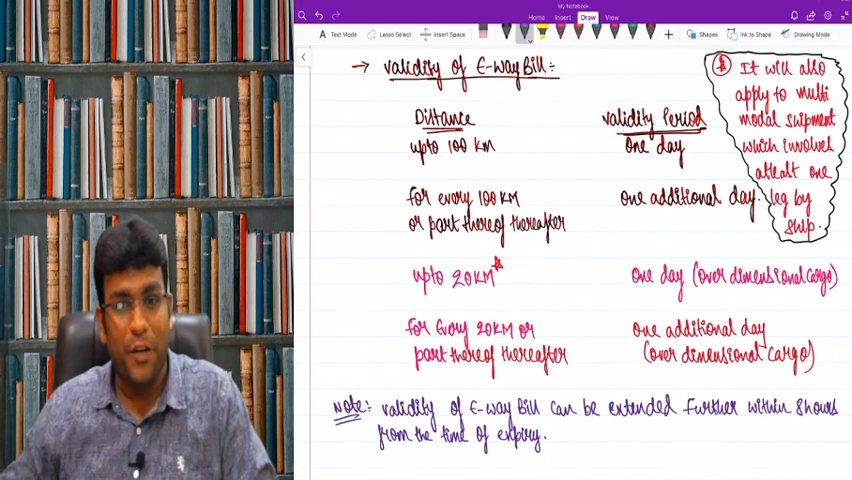 My Notebook
Home Insert Draw View
Text Mode Lasso Select Insert Space Shapes Ink to Shape Drawing Mode
→ Validity of E-Way Bill :-
Distance Validity Period
upto 100 KM one day
for every 100 KM one additional day.
or part thereof thereafter
upto 20 KM* one day (over dimensional cargo)
for every 20 KM or one additional day
part thereof thereafter (over dimensional cargo)
Note:- validity of E-way Bill can be extended further within 8 hours
from the time of expiry.
* It will also
apply to multi
modal shipment
which involves
atleast one
leg by
ship.